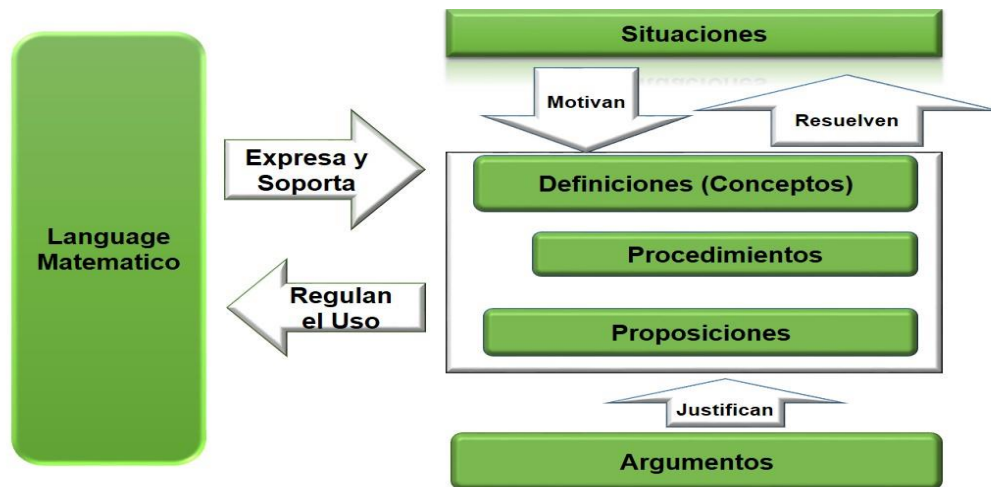 Situaciones
Motivan
Resuelven
Expresa y
Soporta
Definiciones (Conceptos)
Language
Matematico
Procedimientos
Regulan
el Uso
Proposiciones
Justifican
Argumentos